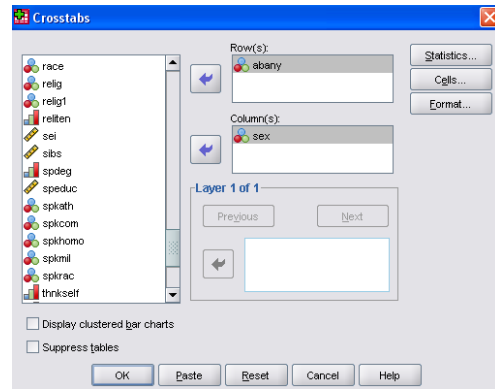 Crosstabs
race
relig
relig1
reliten
sei
sibs
spdeg
speduc
spkath
spkcom
spkhomo
spkmil
spkrac
thnkself
Row(s):
abany
Column(s):
sex
Layer 1 of 1
Previous
Next
Statistics...
Cells...
Format...
Display clustered bar charts
Suppress tables
OK
Paste
Reset
Cancel
Help